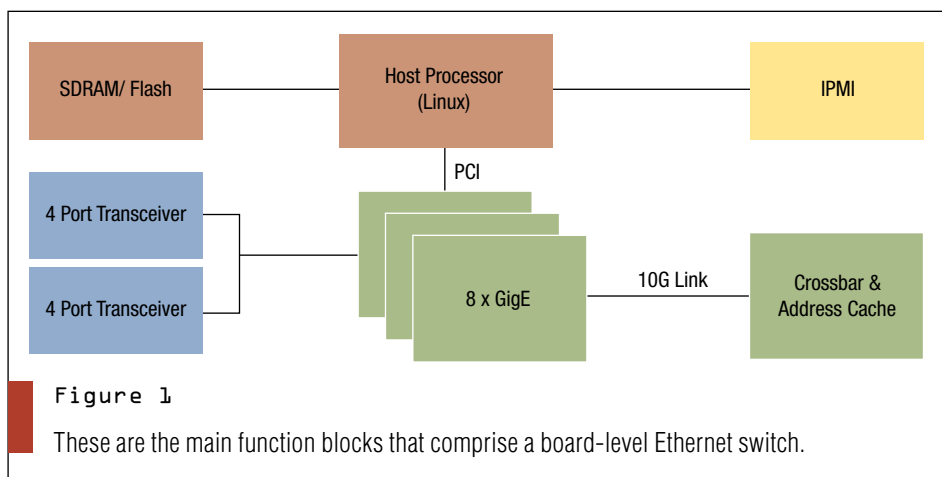 SDRAM/ Flash
Host Processor
(Linux)
IPMI
PCI
4 Port Transceiver
4 Port Transceiver
8 x GigE
10G Link
Crossbar &
Address Cache
Figure 1
These are the main function blocks that comprise a board-level Ethernet switch.